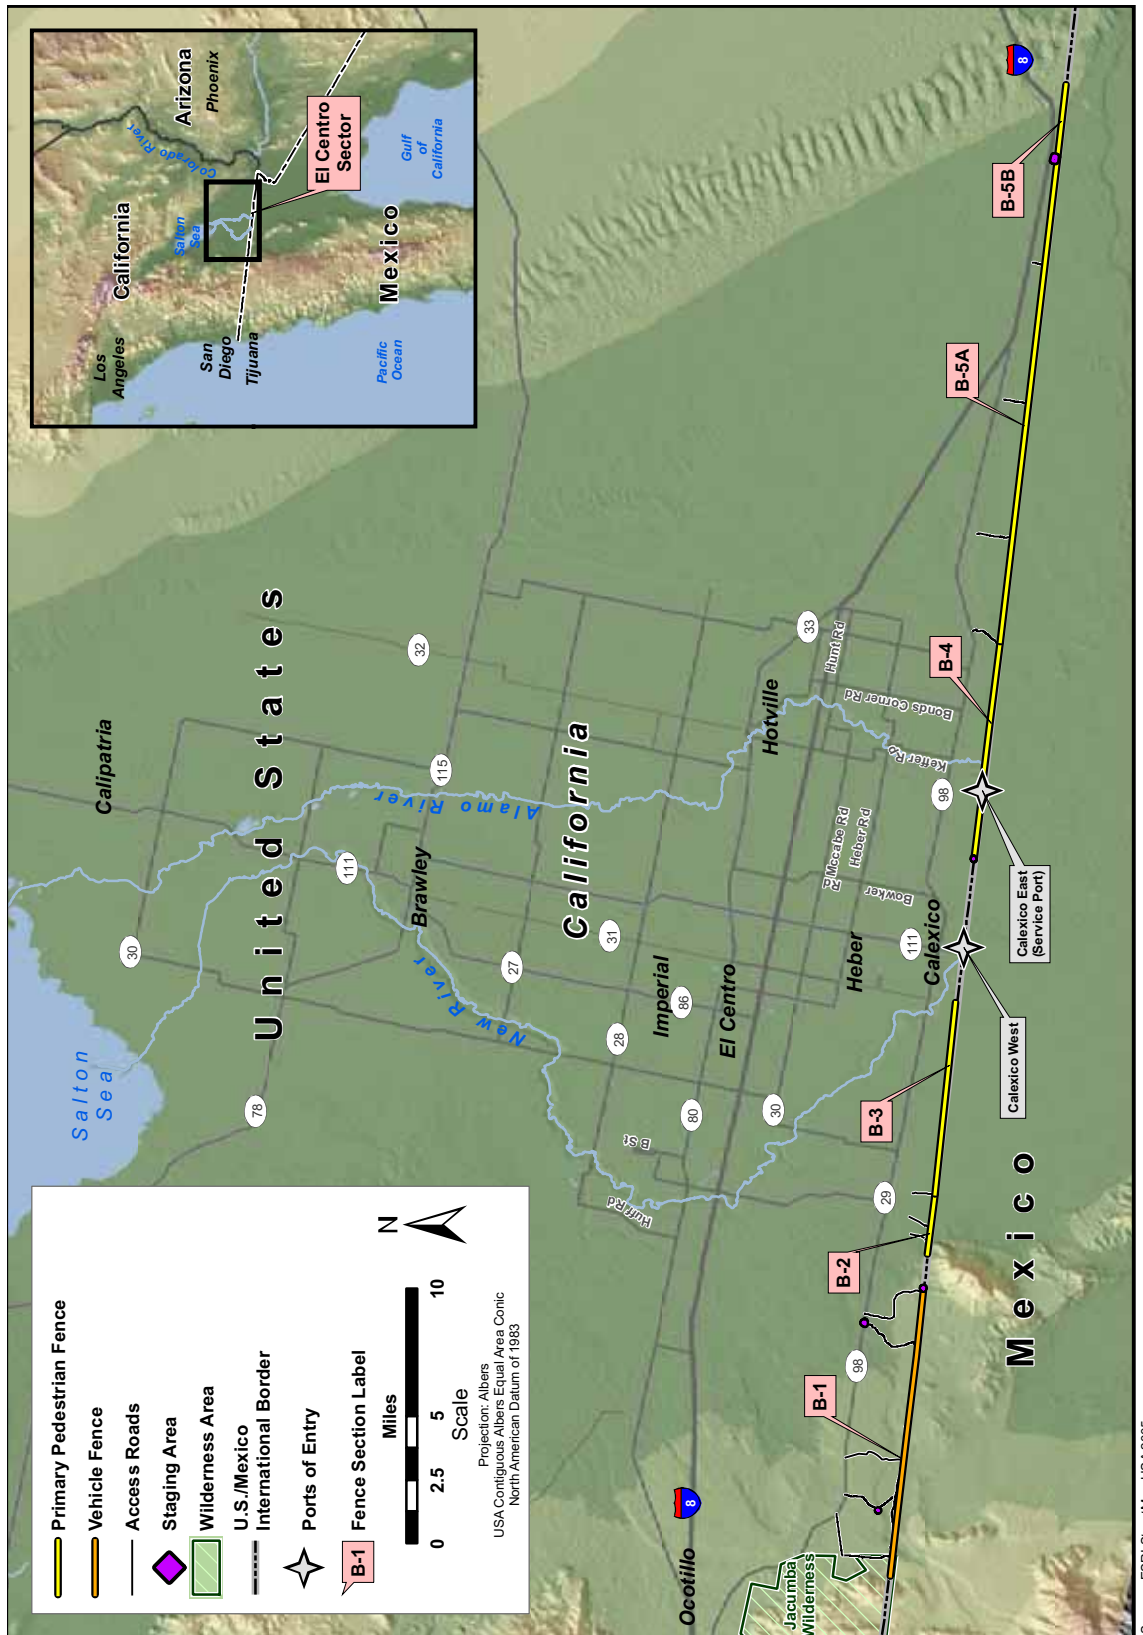 Primary Pedestrian Fence
Vehicle Fence
Access Roads
Staging Area
Wilderness Area
U.S./Mexico
International Border
Ports of Entry
B-1
Fence Section Label
Miles
0
2.5
5
10
Scale
N
Projection: Albers
USA Contiguous Albers Equal Area Conic
North American Datum of 1983
Los
Angeles
California
Arizona
Phoenix
Colorado River
Salton
Sea
San
Diego
Tijuana
El Centro
Sector
Pacific
Ocean
Mexico
Gulf
of
California
Salton
Sea
Calipatria
United States
30
78
111
115
32
Brawley
Alamo River
New River
27
California
31
28
Imperial
86
80
El Centro
30
Hotville
33
Hunt Rd
Bonds Corner Rd
Keffer Rd
Mccabe Rd
Heber Rd
Rd
Bowker
Rd
Heber
98
111
Calexico
B St
Huff Rd
29
98
8
8
Ocotillo
Jacumba
Wilderness
B-1
B-2
B-3
B-4
B-5A
B-5B
Calexico West
Calexico East
(Service Port)
Mexico